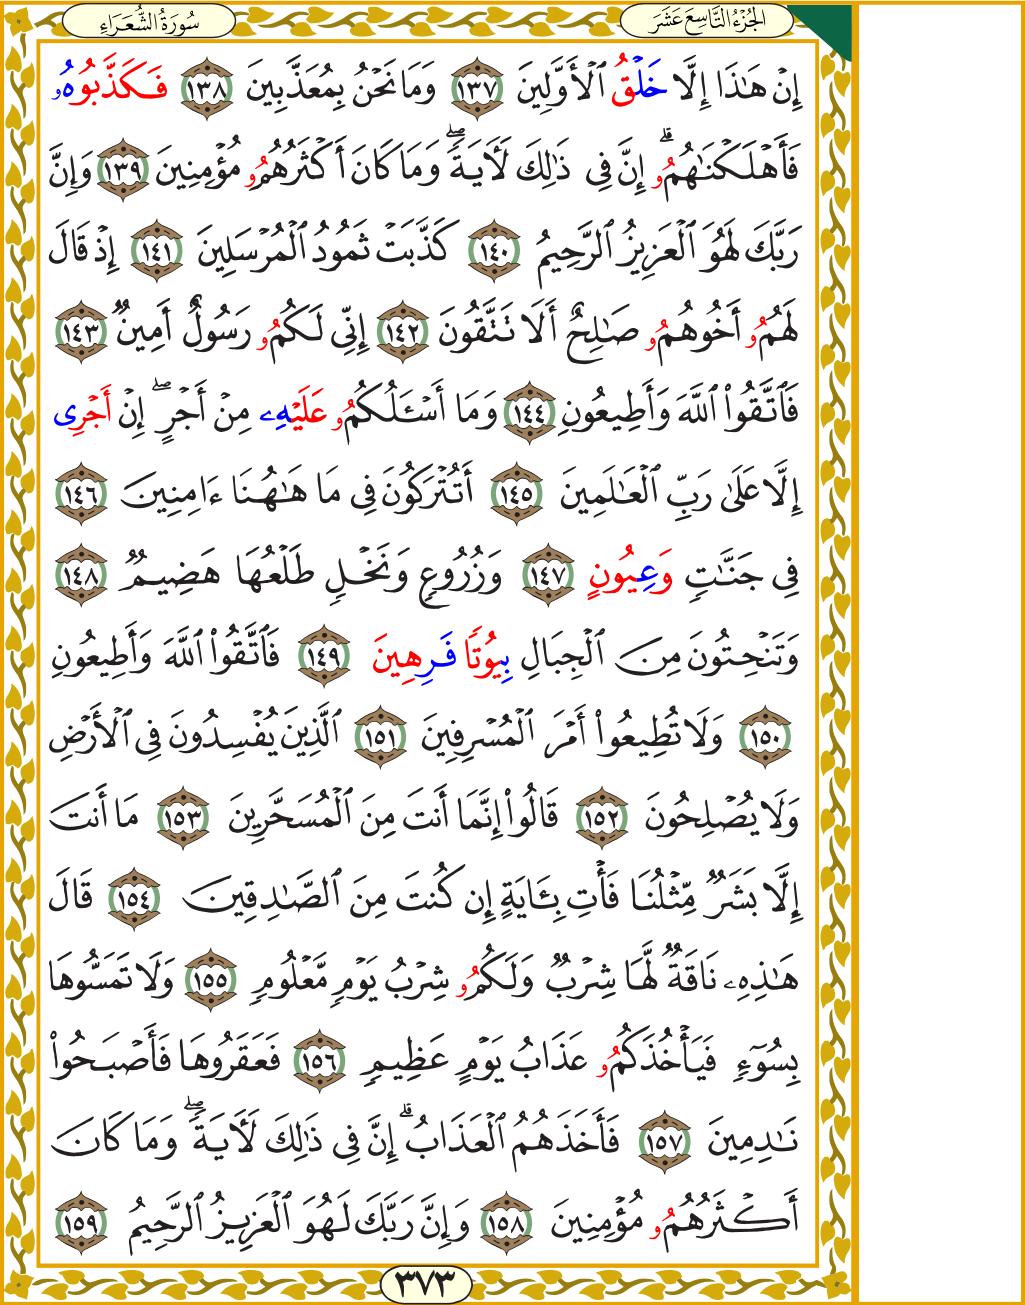 سُورَةُ الشُّعَرَاءِ
الجُزْءُ التَّاسِعَ عَشَرَ
إِنْ هَٰذَا إِلَّا خَلْقُ ٱلْأَوَّلِينَ ١٣٧ وَمَا نَحْنُ بِمُعَذَّبِينَ ١٣٨ فَكَذَّبُوهُۥ
فَأَهْلَكْنَٰهُمُۥٓ ۗ إِنَّ فِى ذَٰلِكَ لَأَيَةً ۖ وَمَا كَانَ أَكْثَرُهُمُۥ مُؤْمِنِينَ ١٣٩ وَإِنَّ
رَبَّكَ لَهُوَ ٱلْعَزِيزُ ٱلرَّحِيمُ ١٤٠ كَذَّبَتْ ثَمُودُ ٱلْمُرْسَلِينَ ١٤١ إِذْ قَالَ
لَهُمُۥ أَخُوهُمُۥ صَٰلِحٌ أَلَا تَتَّقُونَ ١٤٢ إِنِّى لَكُمُۥ رَسُولٌ أَمِينٌ ١٤٣
فَٱتَّقُوا۟ ٱللَّهَ وَأَطِيعُونِ ١٤٤ وَمَا أَسْـَٔلُكُمُۥ عَلَيْهِۦ مِنْ أَجْرٍ ۖ إِنْ أَجْرِى
إِلَّا عَلَىٰ رَبِّ ٱلْعَٰلَمِينَ ١٤٥ أَتُتْرَكُونَ فِى مَا هَٰهُنَا ءَامِنِينَ ١٤٦
فِى جَنَّٰتٍ وَعِيُونٍ ١٤٧ وَزُرُوعٍ وَنَخْلٍ طَلْعُهَا هَضِيمٌ ١٤٨
وَتَنْحِتُونَ مِنَ ٱلْجِبَالِ بِيُوتًا فَرِهِينَ ١٤٩ فَٱتَّقُوا۟ ٱللَّهَ وَأَطِيعُونِ
١٥٠ وَلَا تُطِيعُوا۟ أَمْرَ ٱلْمُسْرِفِينَ ١٥١ ٱلَّذِينَ يُفْسِدُونَ فِى ٱلْأَرْضِ
وَلَا يُصْلِحُونَ ١٥٢ قَالُوا۟ إِنَّمَا أَنتَ مِنَ ٱلْمُسَحَّرِينَ ١٥٣ مَا أَنتَ
إِلَّا بَشَرٌ مِّثْلُنَا فَأْتِ بِـَٔايَةٍ إِن كُنتَ مِنَ ٱلصَّٰدِقِينَ ١٥٤ قَالَ
هَٰذِهِۦ نَاقَةٌ لَّهَا شِرْبٌ وَلَكُمُۥ شِرْبُ يَوْمٍ مَّعْلُومٍ ١٥٥ وَلَا تَمَسُّوهَا
بِسُوٓءٍ فَيَأْخُذَكُمُۥ عَذَابُ يَوْمٍ عَظِيمٍ ١٥٦ فَعَقَرُوهَا فَأَصْبَحُوا۟
نَٰدِمِينَ ١٥٧ فَأَخَذَهُمُ ٱلْعَذَابُ ۗ إِنَّ فِى ذَٰلِكَ لَأَيَةً ۖ وَمَا كَانَ
أَكْثَرُهُمُۥ مُؤْمِنِينَ ١٥٨ وَإِنَّ رَبَّكَ لَهُوَ ٱلْعَزِيزُ ٱلرَّحِيمُ ١٥٩
٣٧٣